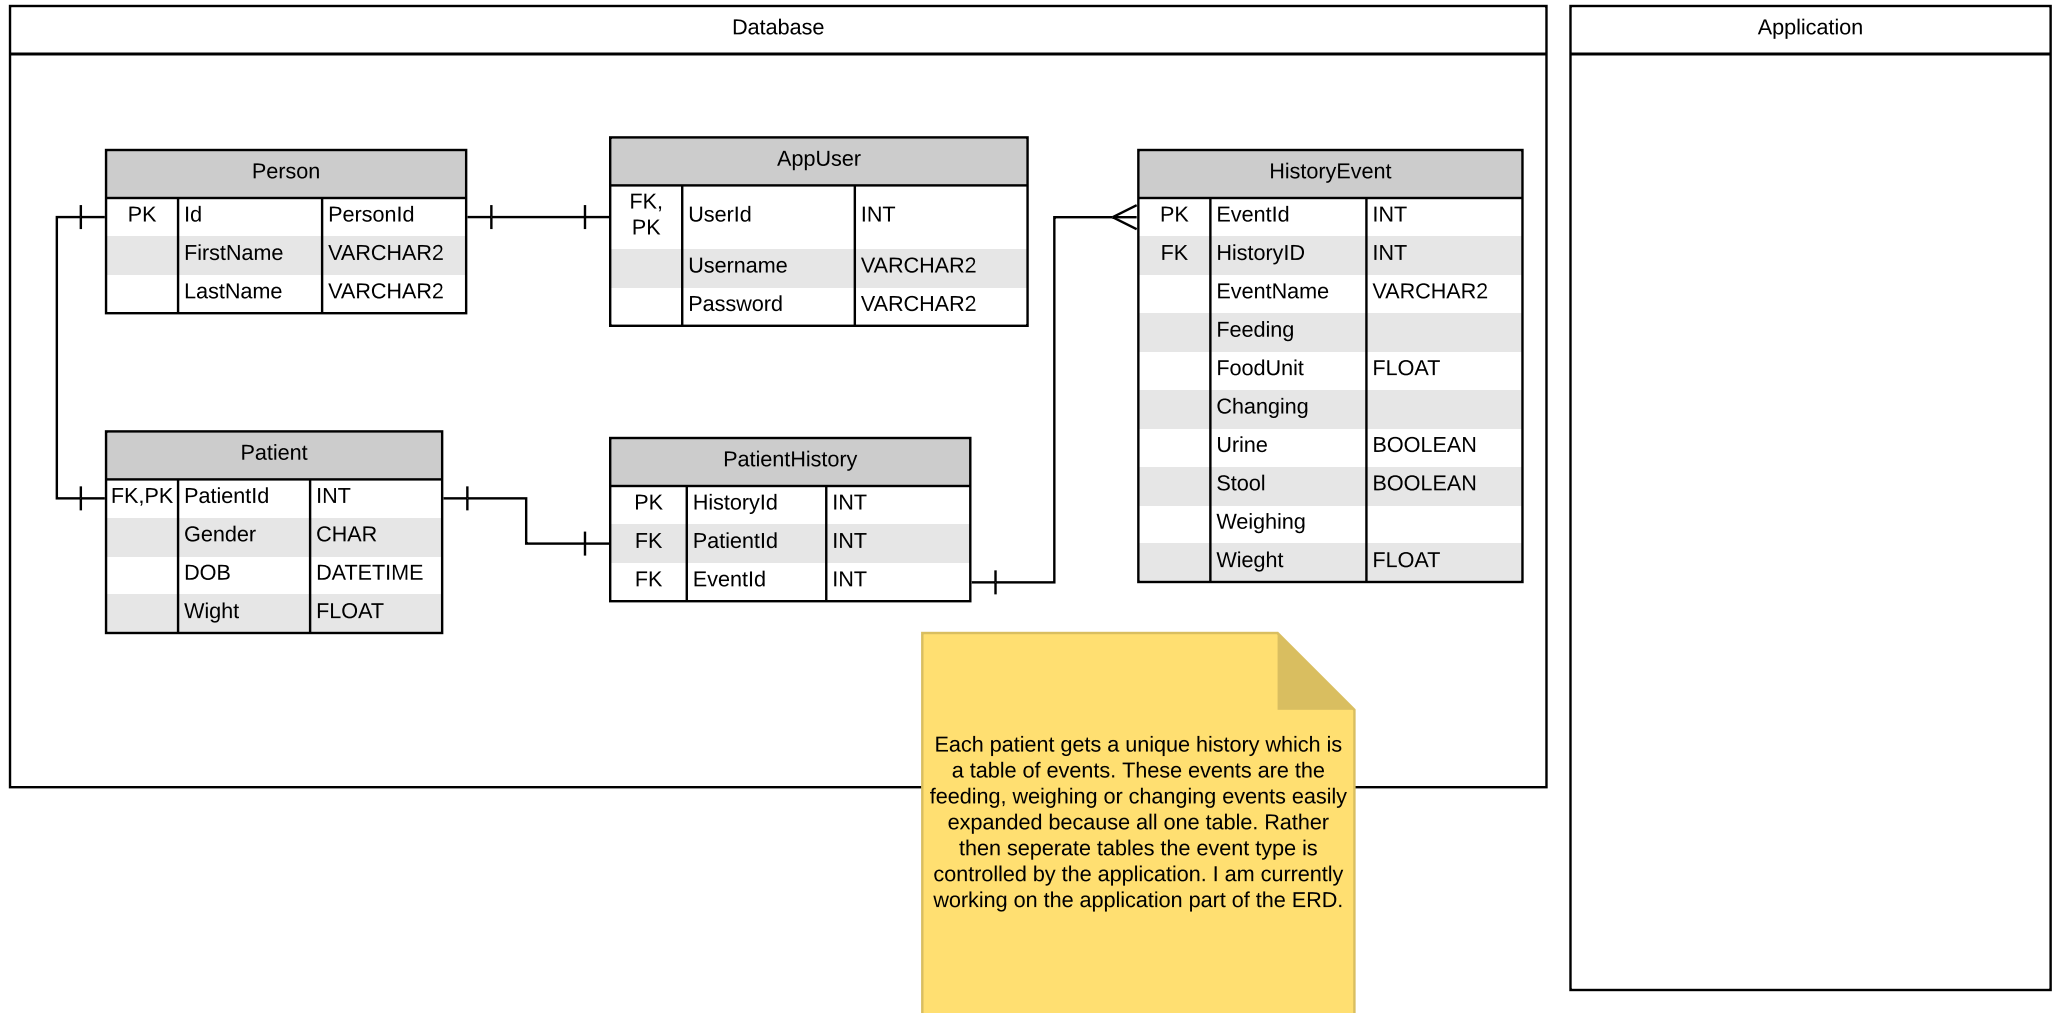 Database
Application
Person
PK Id PersonId
FirstName VARCHAR2
LastName VARCHAR2
AppUser
FK,
PK UserId INT
Username VARCHAR2
Password VARCHAR2
HistoryEvent
PK EventId INT
FK HistoryID INT
EventName VARCHAR2
Feeding
FoodUnit FLOAT
Changing
Urine BOOLEAN
Stool BOOLEAN
Weighing
Wieght FLOAT
Patient
FK,PK PatientId INT
Gender CHAR
DOB DATETIME
Wight FLOAT
PatientHistory
PK HistoryId INT
FK PatientId INT
FK EventId INT
Each patient gets a unique history which is
a table of events. These events are the
feeding, weighing or changing events easily
expanded because all one table. Rather
then seperate tables the event type is
controlled by the application. I am currently
working on the application part of the ERD.